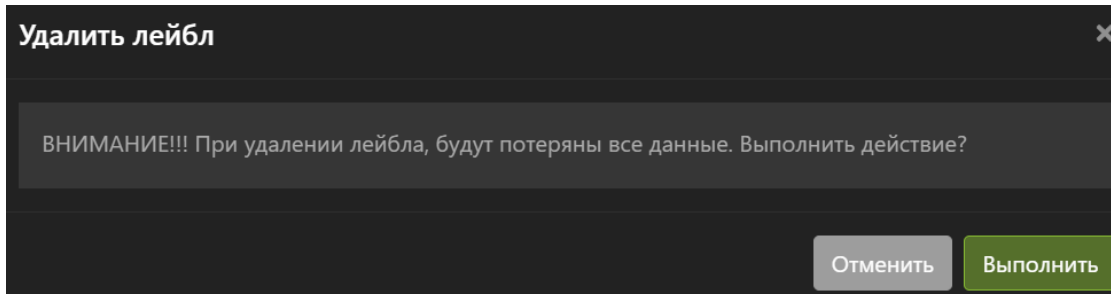 Удалить лейбл
ВНИМАНИЕ!!! При удалении лейбла, будут потеряны все данные. Выполнить действие?
Отменить
Выполнить